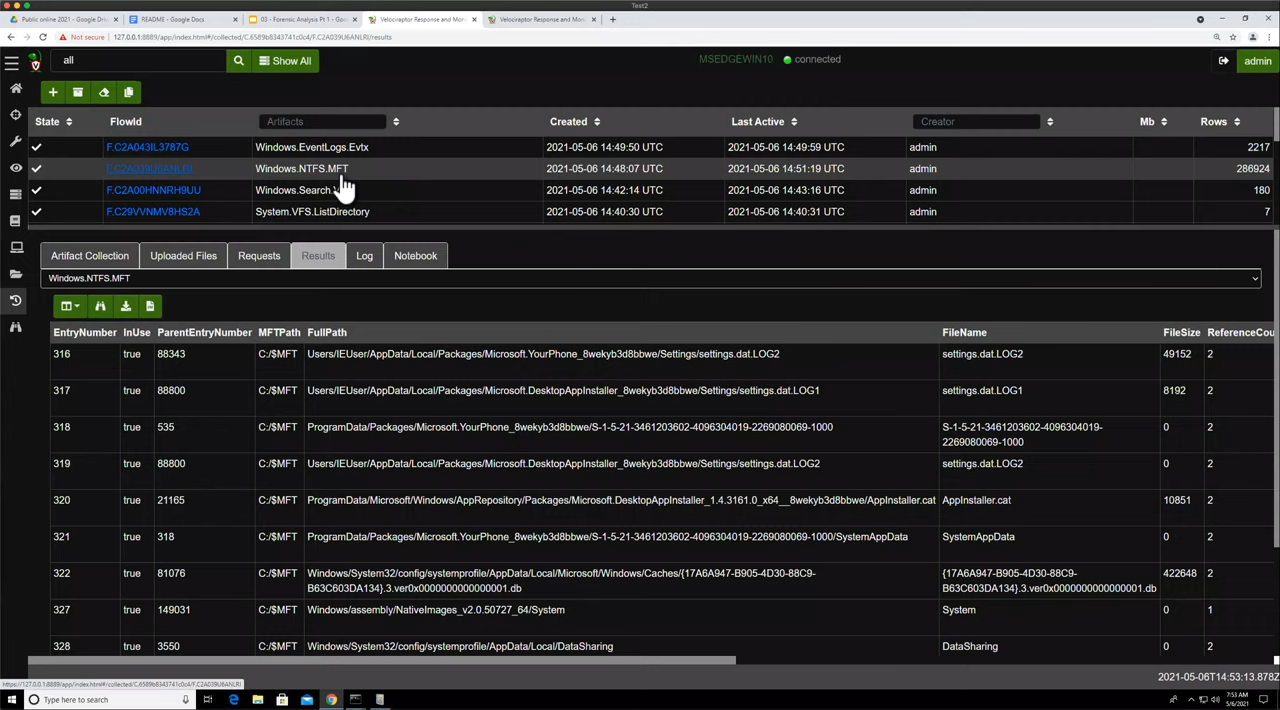 Test2
Public online 2021 - Google Dri
README - Google Docs
03 - Forensic Analysis Pt 1 - Go
Velociraptor Response and Mon
Velociraptor Response and Mon
Not secure | 127.0.0.1:8889/app/index.html#/collected/C.6589b8343741c0c4/F.C2A039U6ANLRI/results
all
Show All
MSEDGEWIN10
connected
admin
State FlowId Artifacts Created Last Active Creator Mb Rows
F.C2A043IL3787G Windows.EventLogs.Evtx 2021-05-06 14:49:50 UTC 2021-05-06 14:49:59 UTC admin 2217
F.C2A039U6ANLRI Windows.NTFS.MFT 2021-05-06 14:48:07 UTC 2021-05-06 14:51:19 UTC admin 286924
F.C2A00HNNRH9UU Windows.Search 2021-05-06 14:42:14 UTC 2021-05-06 14:43:16 UTC admin 180
F.C29VVNMV8HS2A System.VFS.ListDirectory 2021-05-06 14:40:30 UTC 2021-05-06 14:40:31 UTC admin 7
Artifact Collection Uploaded Files Requests Results Log Notebook
Windows.NTFS.MFT
EntryNumber InUse ParentEntryNumber MFTPath FullPath FileName FileSize ReferenceCou
316 true 88343 C:/$MFT Users/IEUser/AppData/Local/Packages/Microsoft.YourPhone_8wekyb3d8bbwe/Settings/settings.dat.LOG2 settings.dat.LOG2 49152 2
317 true 88800 C:/$MFT Users/IEUser/AppData/Local/Packages/Microsoft.DesktopAppInstaller_8wekyb3d8bbwe/Settings/settings.dat.LOG1 settings.dat.LOG1 8192 2
318 true 535 C:/$MFT ProgramData/Packages/Microsoft.YourPhone_8wekyb3d8bbwe/S-1-5-21-3461203602-4096304019-2269080069-1000 S-1-5-21-3461203602-4096304019-
2269080069-1000 0 2
319 true 88800 C:/$MFT Users/IEUser/AppData/Local/Packages/Microsoft.DesktopAppInstaller_8wekyb3d8bbwe/Settings/settings.dat.LOG2 settings.dat.LOG2 0 2
320 true 21165 C:/$MFT ProgramData/Microsoft/Windows/AppRepository/Packages/Microsoft.DesktopAppInstaller_1.4.3161.0_x64__8wekyb3d8bbwe/AppInstaller.cat AppInstaller.cat 10851 2
321 true 318 C:/$MFT ProgramData/Packages/Microsoft.YourPhone_8wekyb3d8bbwe/S-1-5-21-3461203602-4096304019-2269080069-1000/SystemAppData SystemAppData 0 2
322 true 81076 C:/$MFT Windows/System32/config/systemprofile/AppData/Local/Microsoft/Windows/Caches/{17A6A947-B905-4D30-88C9- {17A6A947-B905-4D30-88C9- 422648 2
B63C603DA134}.3.ver0x0000000000000001.db B63C603DA134}.3.ver0x0000000000000001.db
327 true 149031 C:/$MFT Windows/assembly/NativeImages_v2.0.50727_64/System System 0 1
328 true 3550 C:/$MFT Windows/System32/config/systemprofile/AppData/Local/DataSharing DataSharing 0 2
2021-05-06T14:53:13.878Z
https://127.0.0.1:8889/app/index.html#/collected/C.6589b8343741c0c4/F.C2A039U6ANLRI
Type here to search
7:53 AM
5/6/2021